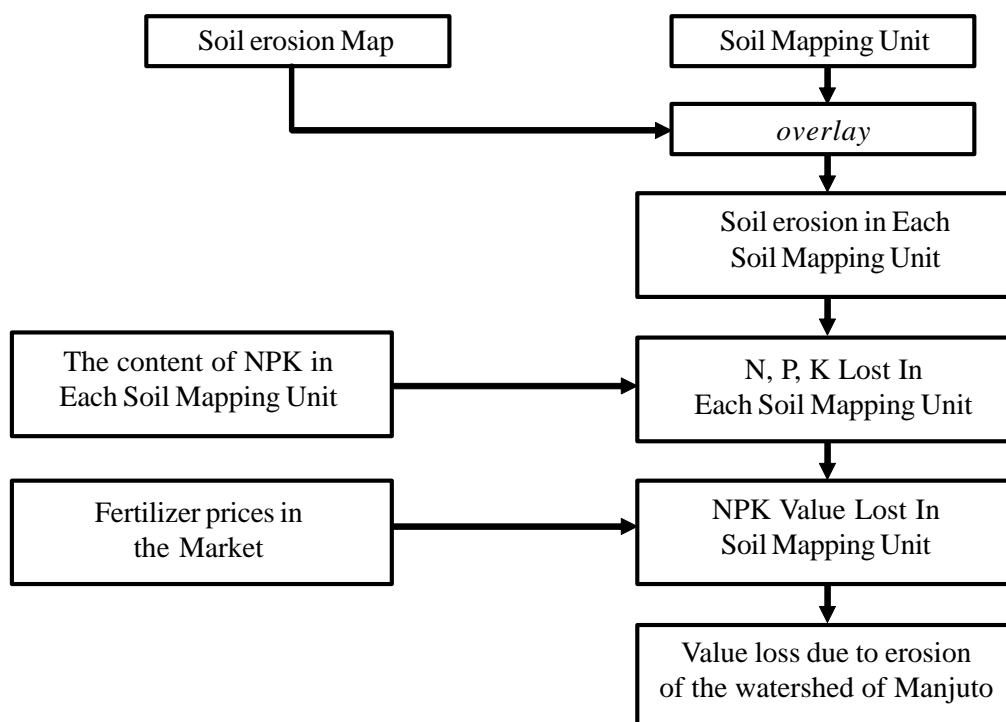 Soil erosion Map
Soil Mapping Unit
overlay
Soil erosion in Each
Soil Mapping Unit
The content of NPK in
Each Soil Mapping Unit
N, P, K Lost In
Each Soil Mapping Unit
Fertilizer prices in
the Market
NPK Value Lost In
Soil Mapping Unit
Value loss due to erosion
of the watershed of Manjuto